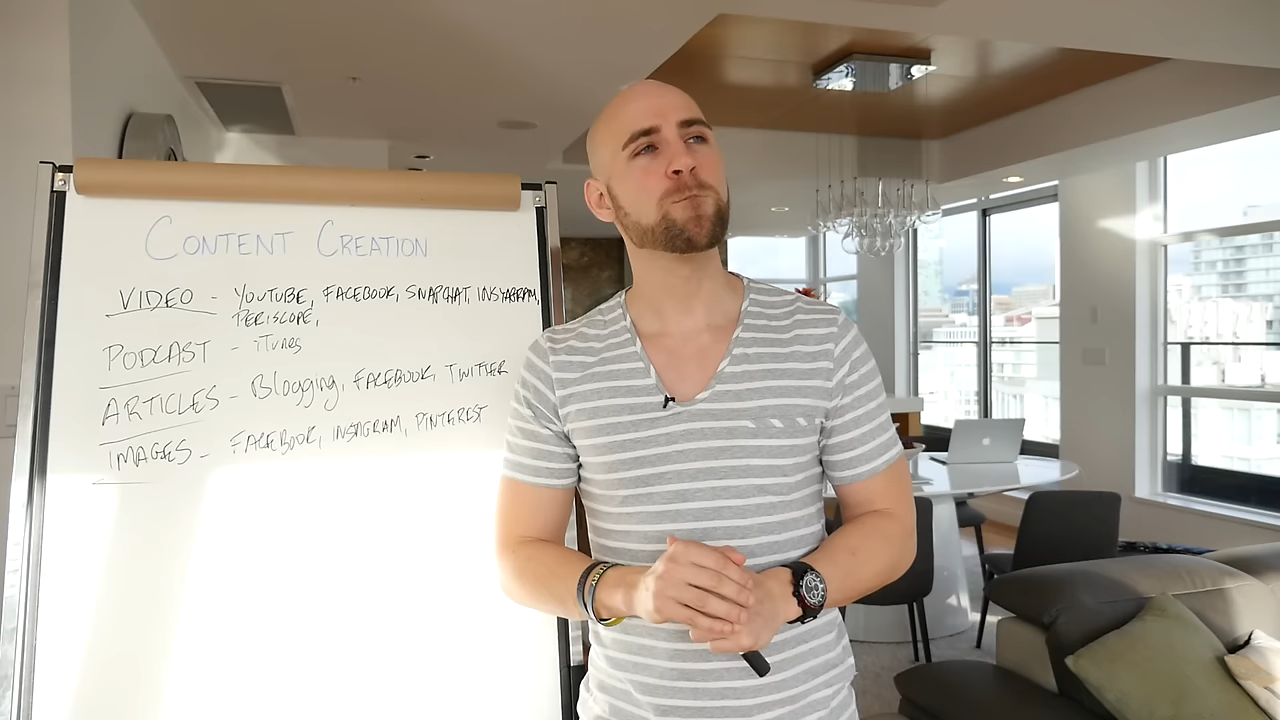 CONTENT CREATION
VIDEO - YOUTUBE, FACEBOOK, SNAPCHAT, INSTAGRAM,
PERISCOPE,
PODCAST iTunes
ARTICLES - Blogging, FACEBOOK, TWITTER
IMAGES - FACEBOOK, INSTAGRAM, PINTEREST